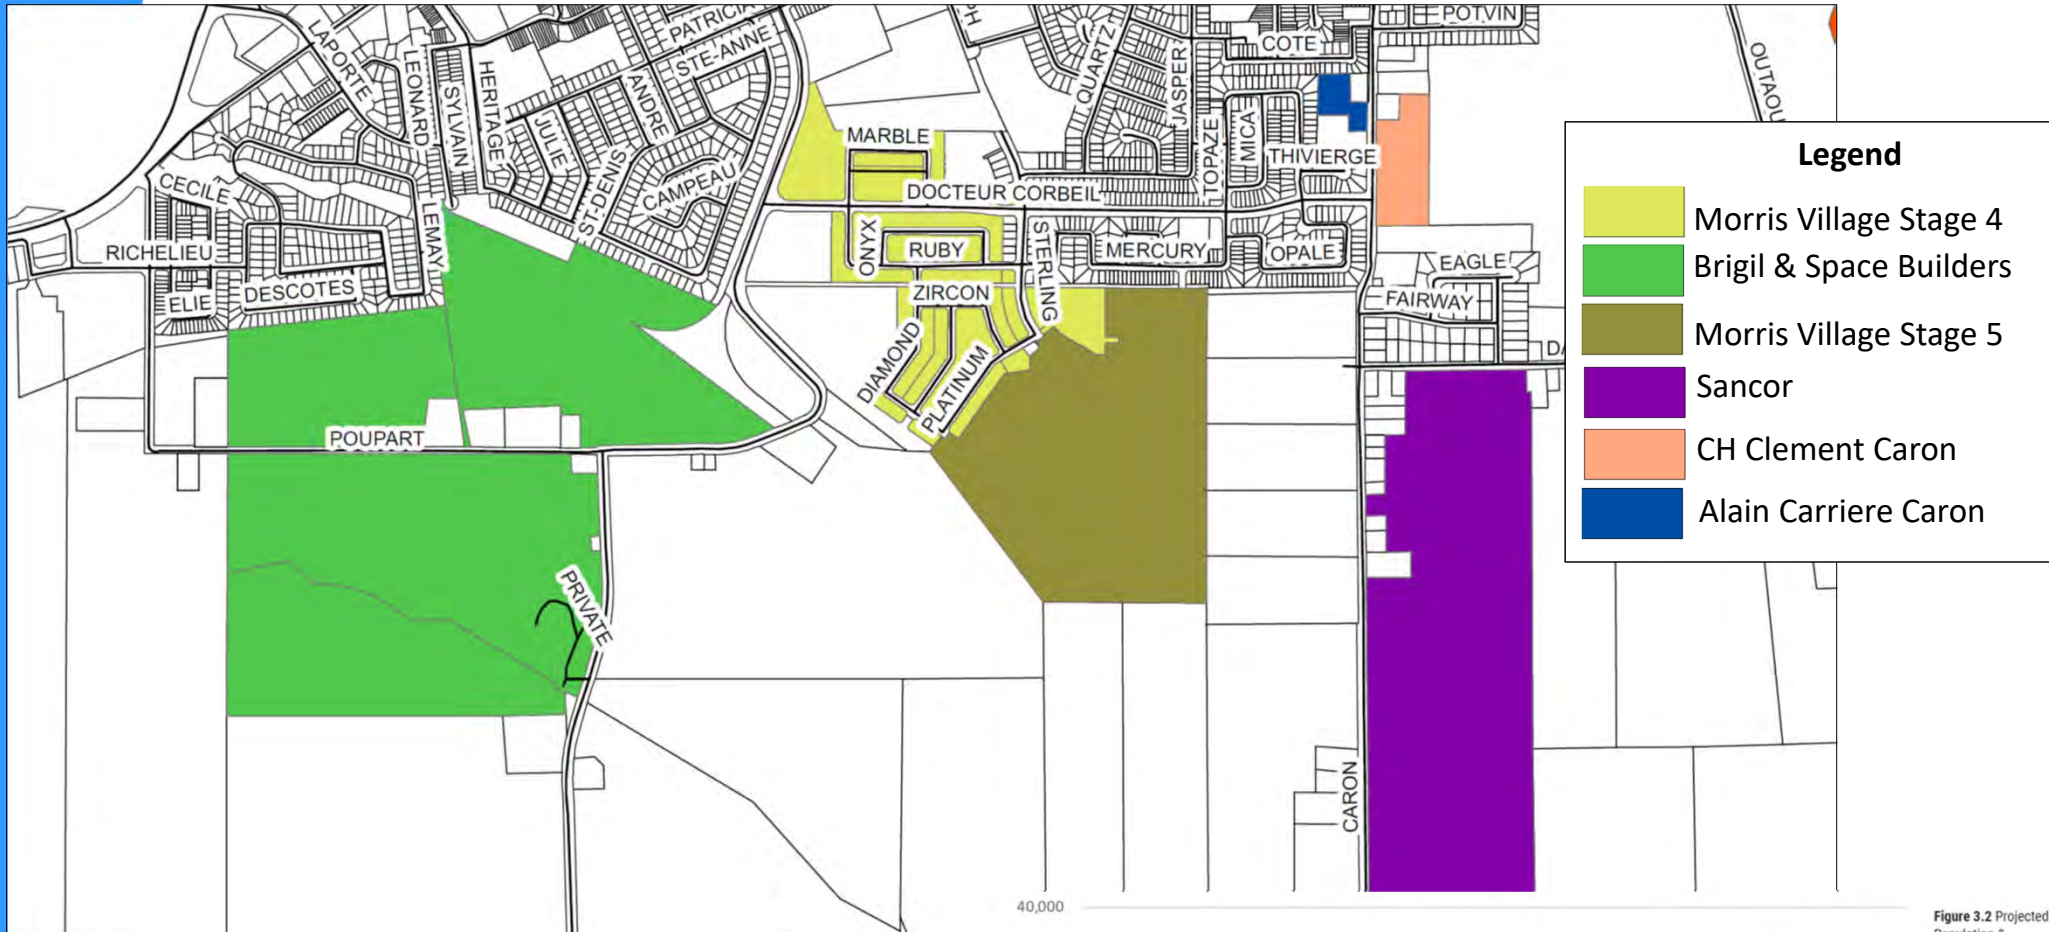 LAPORTE
LEONARD
SYLVAIN
HERITAGE
PATRICIA
STE-ANNE
ANDRE
JULIE
ST-DENIS
CAMPEAU
CECILE
LEMAY
RICHELIEU
ELIE
DESCOTES
POUPART
PRIVATE
PH
QUARTZ
JASPER
COTE
POTVIN
OUTAOU
MARBLE
TOPAZE
MICA
THIVIERGE
DOCTEUR CORBEIL
ONYX
RUBY
STERLING
MERCURY
OPALE
EAGLE
ZIRCON
FAIRWAY
DIAMOND
PLATINUM
DA
CARON
Legend
Morris Village Stage 4
Brigil & Space Builders
Morris Village Stage 5
Sancor
CH Clement Caron
Alain Carriere Caron
40,000
Figure 3.2 Projected